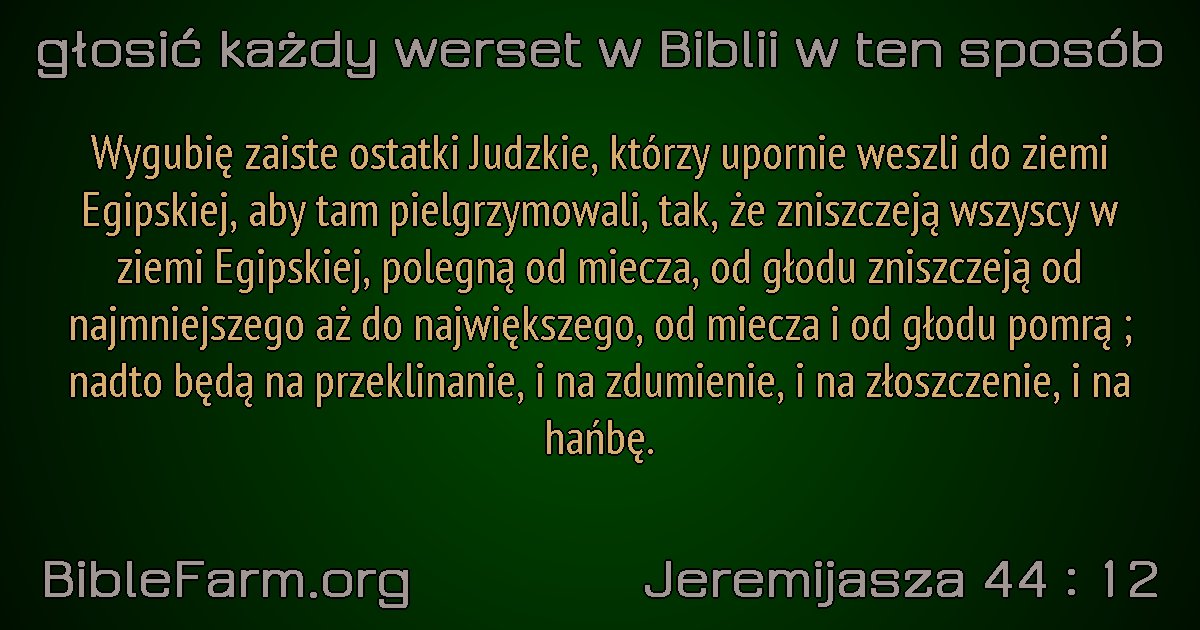 głosić każdy werset w Biblii w ten sposób
Wygubię zaiste ostatki Judzkie, którzy upornie weszli do ziemi
Egipskiej, aby tam pielgrzymowali, tak, że zniszczeją wszyscy w
ziemi Egipskiej, polegną od miecza, od głodu zniszczeją od
najmniejszego aż do największego, od miecza i od głodu pomrą ;
nadto będą na przeklinanie, i na zdumienie, i na złoszczenie, i na
hańbę.
BibleFarm.org
Jeremijasza 44 : 12